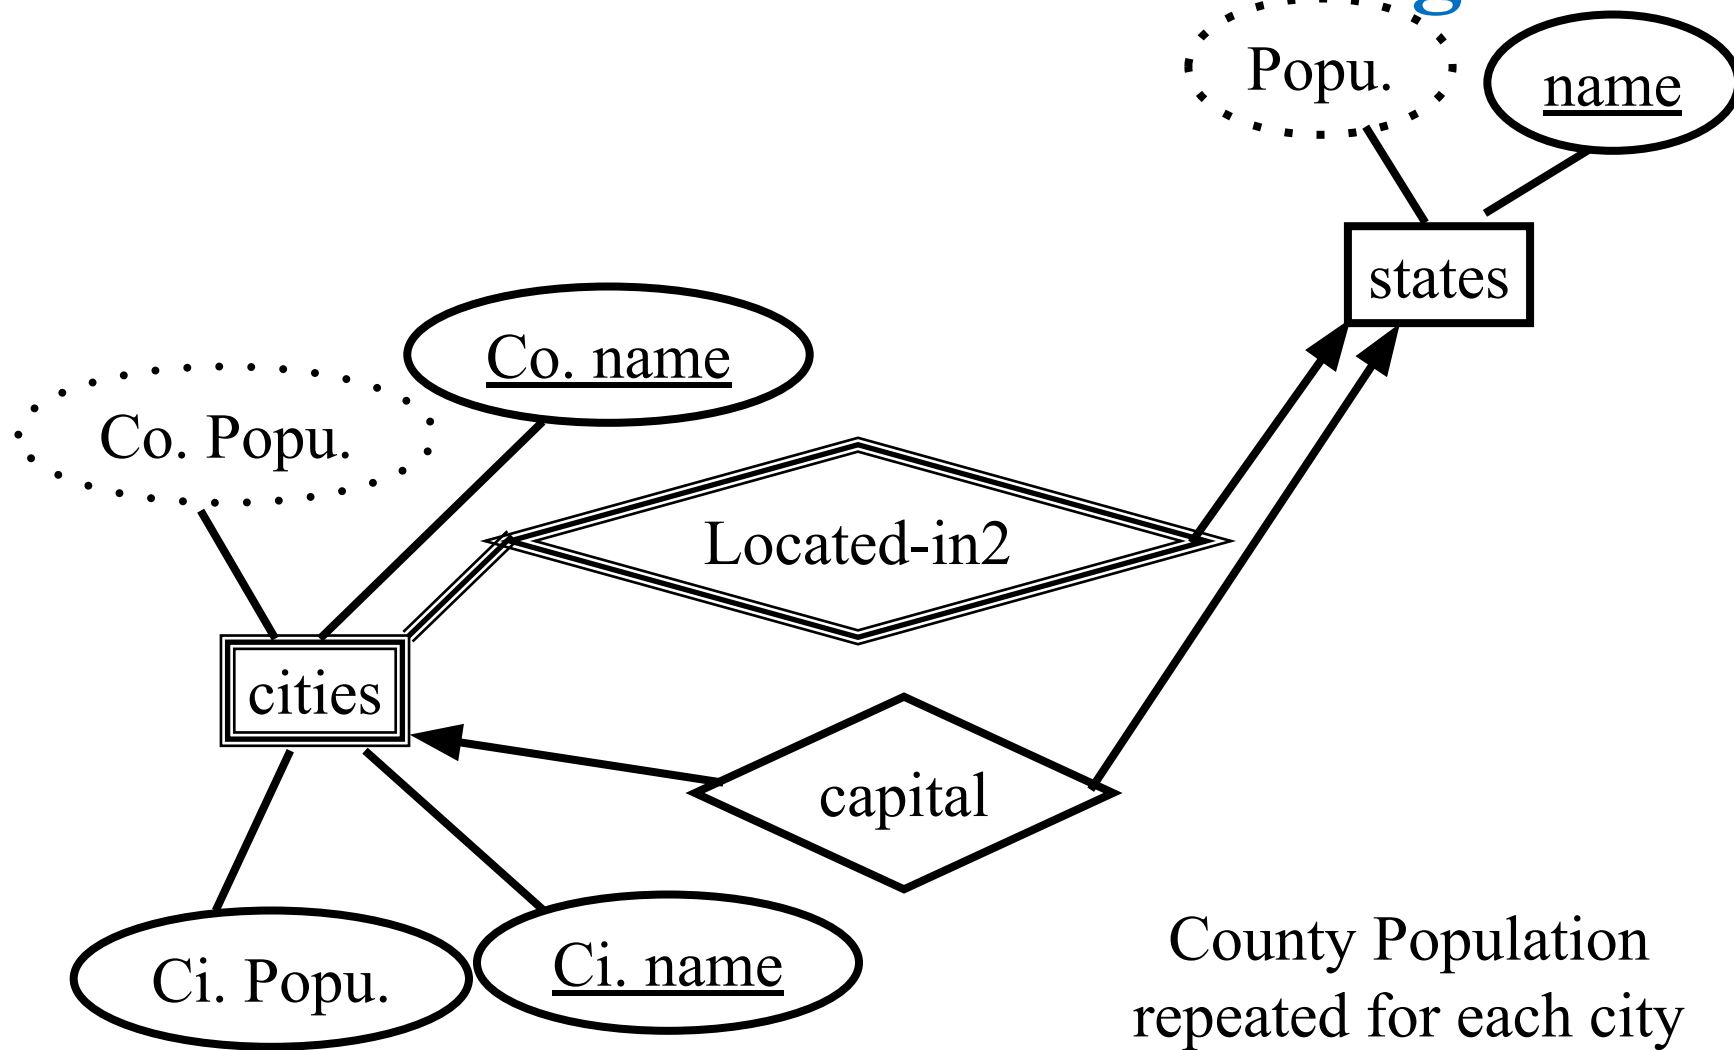 Popu.
name
states
Co. name
Co. Popu.
Located-in2
cities
capital
Ci. Popu.
Ci. name
County Population
repeated for each city